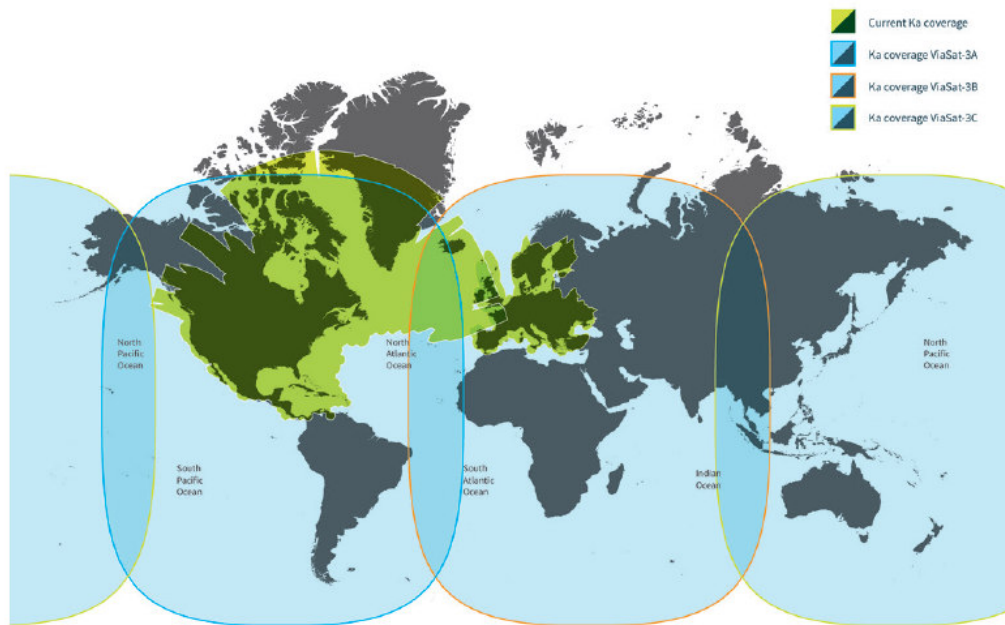 Current Ka coverage
Ka coverage ViaSat-3A
Ka coverage ViaSat-3B
Ka coverage ViaSat-3C
North
Pacific
Ocean
North
Atlantic
Ocean
North
Pacific
Ocean
South
Pacific
Ocean
South
Atlantic
Ocean
Indian
Ocean